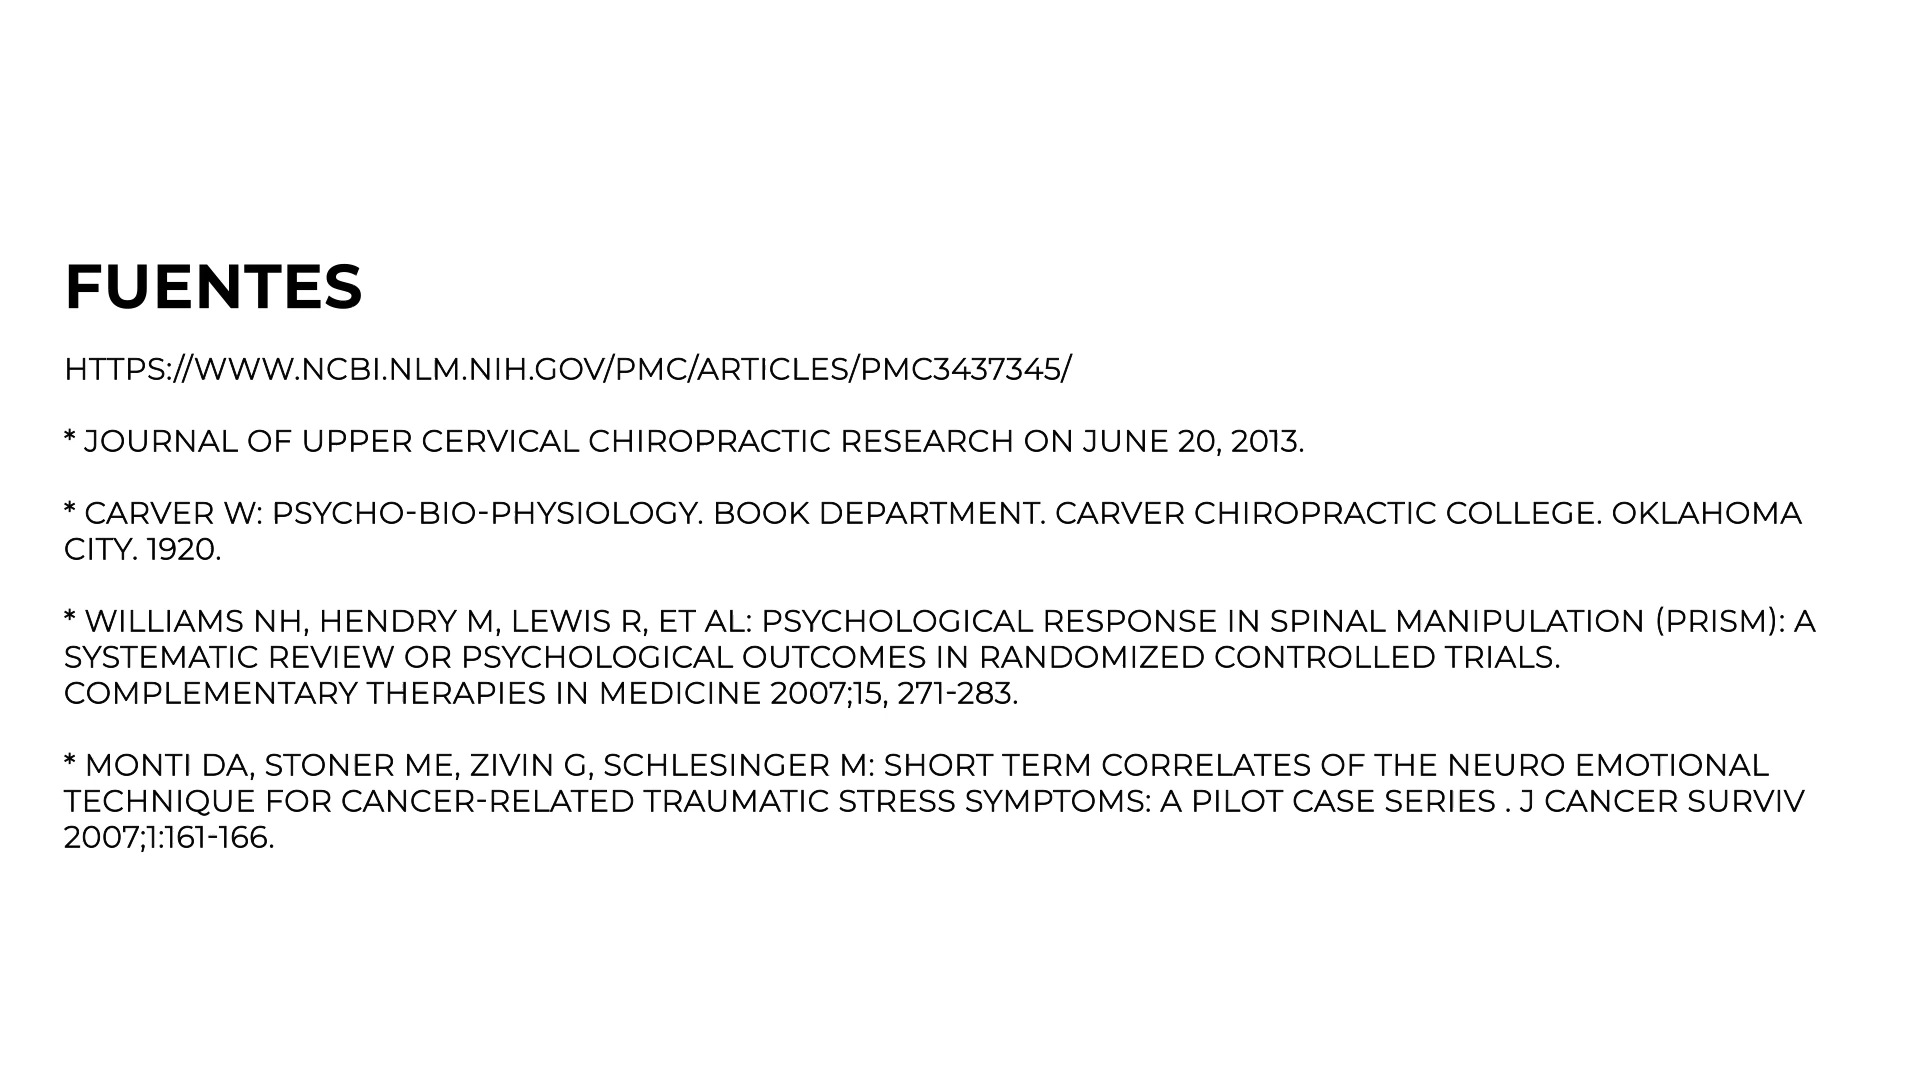 FUENTES
HTTPS://WWW.NCBI.NLM.NIH.GOV/PMC/ARTICLES/PMC3437345/
* JOURNAL OF UPPER CERVICAL CHIROPRACTIC RESEARCH ON JUNE 20, 2013.
* CARVER W: PSYCHO-BIO-PHYSIOLOGY. BOOK DEPARTMENT. CARVER CHIROPRACTIC COLLEGE. OKLAHOMA
CITY. 1920.
* WILLIAMS NH, HENDRY M, LEWIS R, ET AL: PSYCHOLOGICAL RESPONSE IN SPINAL MANIPULATION (PRISM): A
SYSTEMATIC REVIEW OR PSYCHOLOGICAL OUTCOMES IN RANDOMIZED CONTROLLED TRIALS.
COMPLEMENTARY THERAPIES IN MEDICINE 2007;15, 271-283.
* MONTI DA, STONER ME, ZIVIN G, SCHLESINGER M: SHORT TERM CORRELATES OF THE NEURO EMOTIONAL
TECHNIQUE FOR CANCER-RELATED TRAUMATIC STRESS SYMPTOMS: A PILOT CASE SERIES . J CANCER SURVIV
2007;1:161-166.